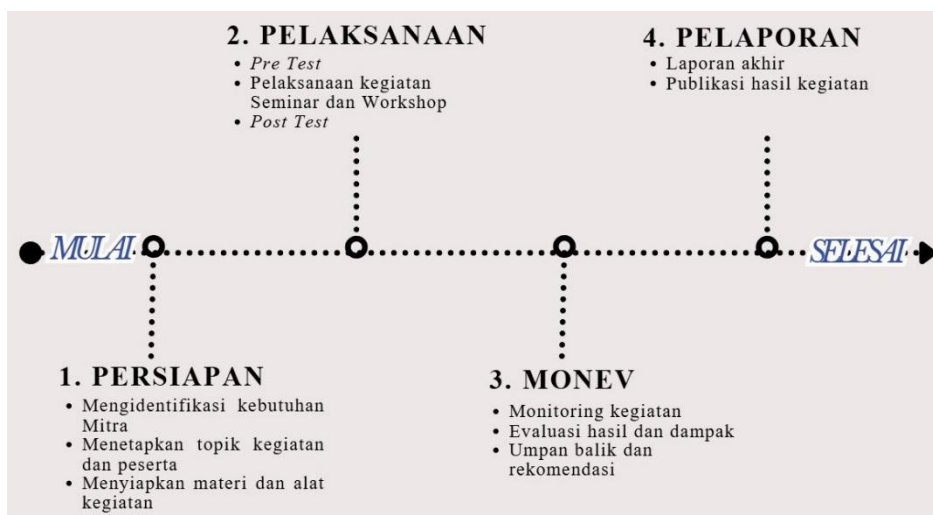 2. PELAKSANAAN
• Pre Test
• Pelaksanaan kegiatan
Seminar dan Workshop
• Post Test
4. PELAPORAN
• Laporan akhir
• Publikasi hasil kegiatan
MULAI
SELESAI
1. PERSIAPAN
• Mengidentifikasi kebutuhan
Mitra
• Menetapkan topik kegiatan
dan peserta
• Menyiapkan materi dan alat
kegiatan
3. MONEV
• Monitoring kegiatan
• Evaluasi hasil dan dampak
• Umpan balik dan
rekomendasi